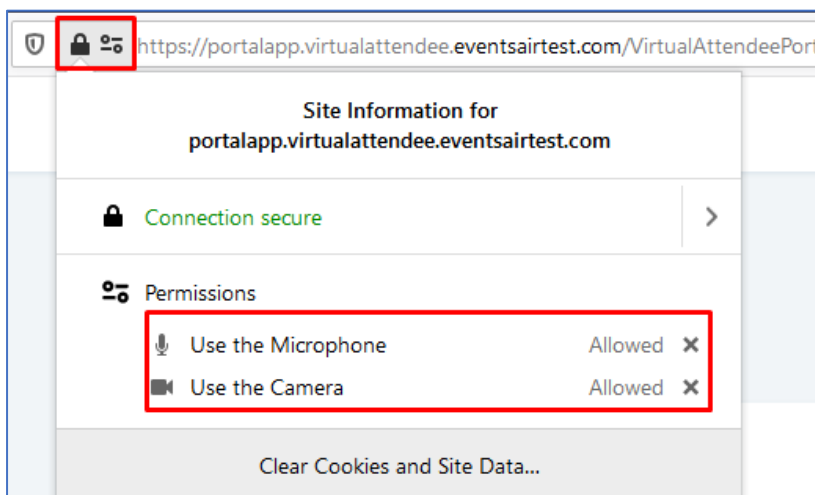 https://portalapp.virtualattendee.eventsairtest.com/VirtualAttendeePort
Site Information for
portalapp.virtualattendee.eventsairtest.com
Connection secure
Permissions
Use the Microphone Allowed
Use the Camera Allowed
Clear Cookies and Site Data...